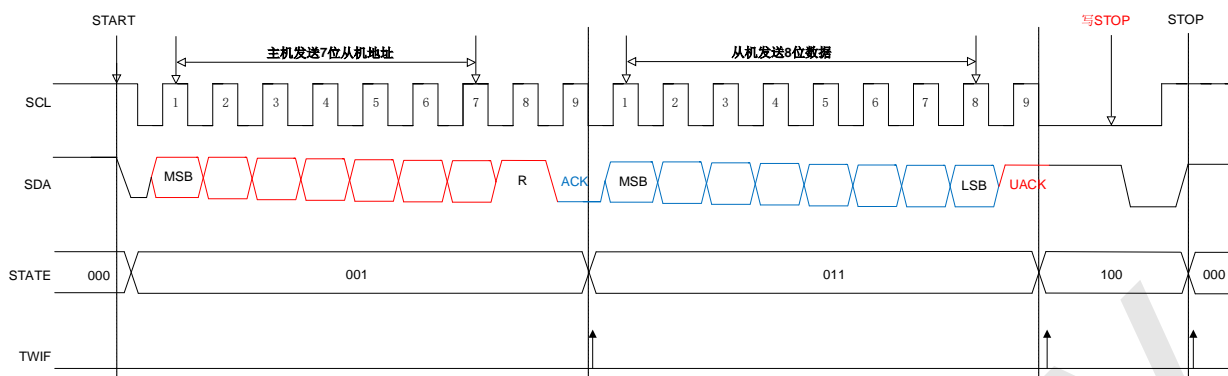 START 写STOP STOP
主机发送7位从机地址 从机发送8位数据
SCL 1 2 3 4 5 6 7 8 9 1 2 3 4 5 6 7 8 9
SDA MSB R ACK MSB LSB UACK
STATE 000 001 011 100 000
TWIF